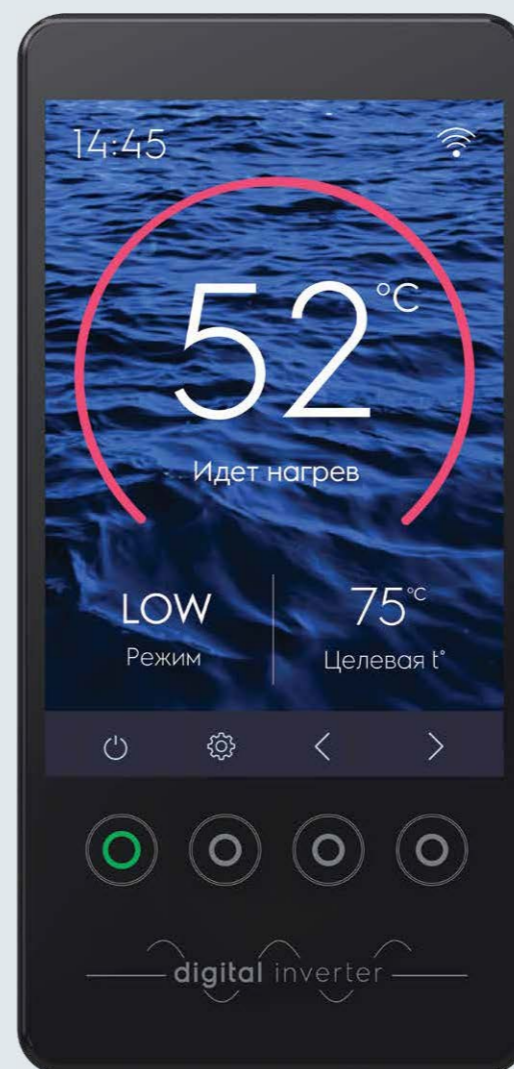 14:45
52 °C
Идет нагрев
LOW
Режим
75°C
Целевая t°
digital inverter